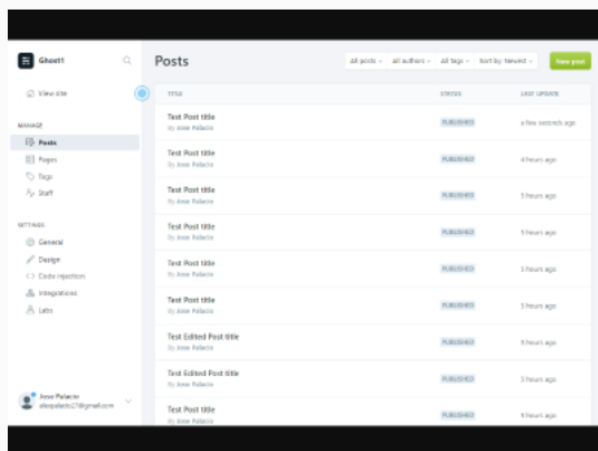 Ghost1
View site
MANAGE
Posts
Pages
Tags
Staff
SETTINGS
General
Design
Code injection
Integrations
Labs
Jose Palacio
Posts
All posts
All authors
All tags
Sort by: Newest
New post
TITLE STATUS LAST UPDATE
Test Post title
By Jose Palacio
PUBLISHED
a few seconds ago
Test Post title
By Jose Palacio
PUBLISHED
4 hours ago
Test Post title
By Jose Palacio
PUBLISHED
5 hours ago
Test Post title
By Jose Palacio
PUBLISHED
hours ago
Test Post title
By Jose Palacio
PUBLISHED
5 hours ago
Test Post title
By Jose Palacio
PUBLISHED
5 hours ago
Test Edited Post title
By Jose Palacio
PUBLISHED
hours ago
Test Edited Post title
By Jose Palacio
PUBLISHED
5 hours ago
Test Post title
By Jose Palacio
PUBLISHED
hours ago